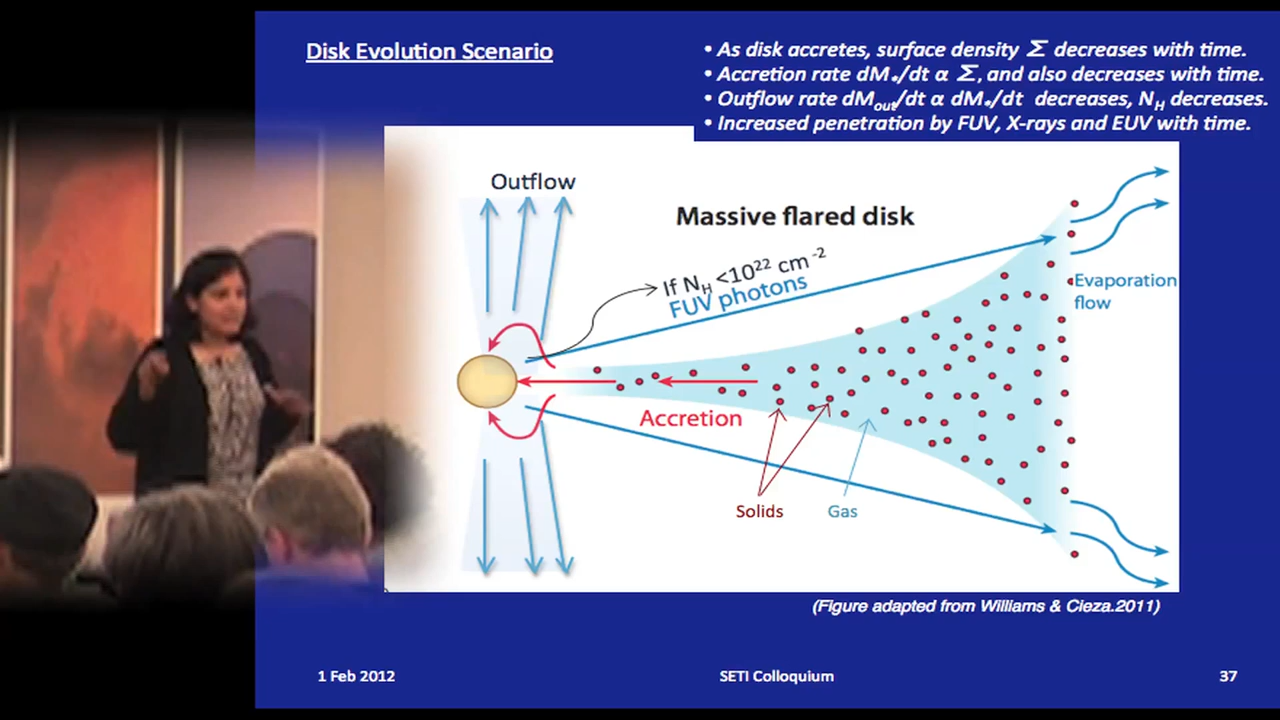 Disk Evolution Scenario
• As disk accretes, surface density Σ decreases with time.
• Accretion rate dM*/dt α Σ, and also decreases with time.
• Outflow rate dMout/dt α dM*/dt decreases, NH decreases.
• Increased penetration by FUV, X-rays and EUV with time.
Outflow
Massive flared disk
If NH <10²² cm⁻²
FUV photons
Evaporation
flow
Accretion
Solids
Gas
(Figure adapted from Williams & Cieza.2011)
1 Feb 2012
SETI Colloquium
37